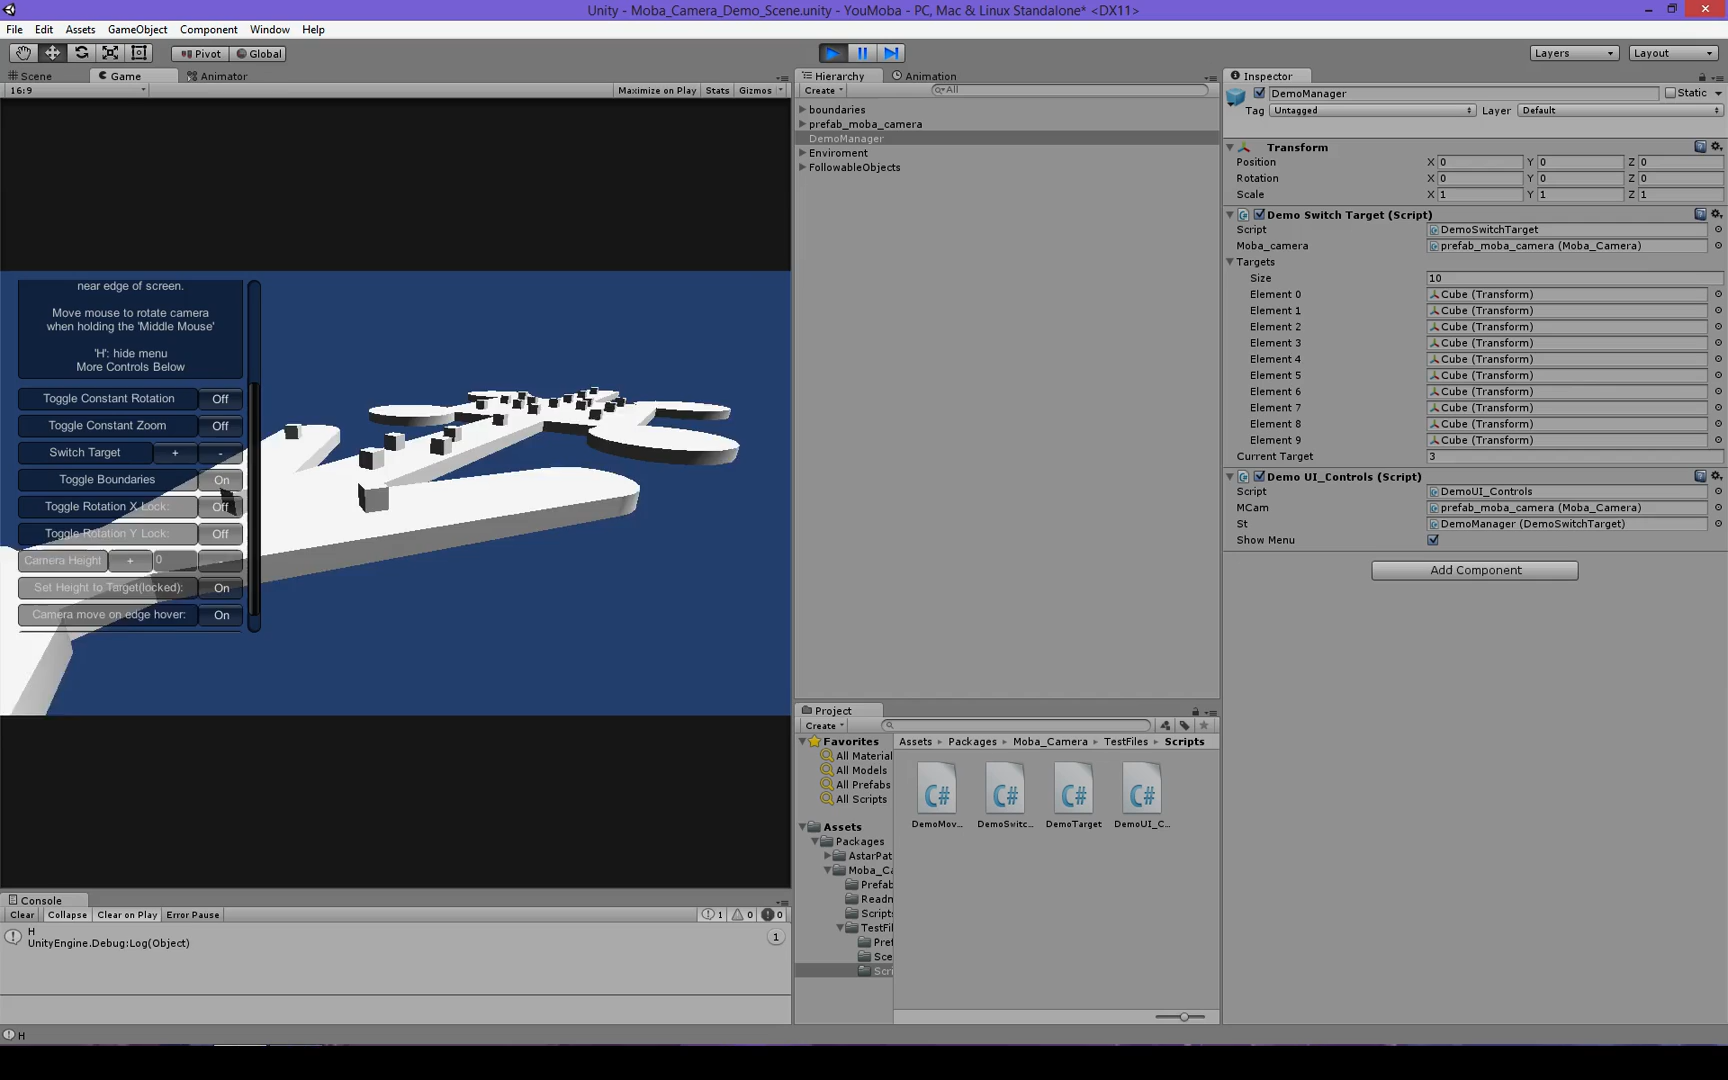 Unity - Moba_Camera_Demo_Scene.unity - YouMoba - PC, Mac & Linux Standalone* <DX11>
File Edit Assets GameObject Component Window Help
Pivot Global Layers Layout
Scene Game Animator
16:9 Maximize on Play Stats Gizmos
near edge of screen.
Move mouse to rotate camera
when holding the 'Middle Mouse'
'H': hide menu
More Controls Below
Toggle Constant Rotation Off
Toggle Constant Zoom Off
Switch Target + -
Toggle Boundaries On
Toggle Rotation X Lock: Off
Toggle Rotation Y Lock: Off
Camera Height + 0 -
Set Height to Target(locked): On
Camera move on edge hover: On
Console
Clear Collapse Clear on Play Error Pause 1 0 0
H
UnityEngine.Debug:Log(Object) 1
H
Hierarchy Animation
Create All
boundaries
prefab_moba_camera
DemoManager
Enviroment
FollowableObjects
Project
Create
Favorites
All Material
All Models
All Prefabs
All Scripts
Assets
Packages
AstarPat
Moba_Ca
Prefab
Readn
Scripts
TestFil
Pref
Sce
Scri
Assets Packages Moba_Camera TestFiles Scripts
C# C# C# C#
DemoMov... DemoSwitc... DemoTarget DemoUI_C...
Inspector
DemoManager Static
Tag Untagged Layer Default
Transform
Position X 0 Y 0 Z 0
Rotation X 0 Y 0 Z 0
Scale X 1 Y 1 Z 1
Demo Switch Target (Script)
Script DemoSwitchTarget
Moba_camera prefab_moba_camera (Moba_Camera)
Targets
Size 10
Element 0 Cube (Transform)
Element 1 Cube (Transform)
Element 2 Cube (Transform)
Element 3 Cube (Transform)
Element 4 Cube (Transform)
Element 5 Cube (Transform)
Element 6 Cube (Transform)
Element 7 Cube (Transform)
Element 8 Cube (Transform)
Element 9 Cube (Transform)
Current Target 3
Demo UI_Controls (Script)
Script DemoUI_Controls
MCam prefab_moba_camera (Moba_Camera)
St DemoManager (DemoSwitchTarget)
Show Menu
Add Component